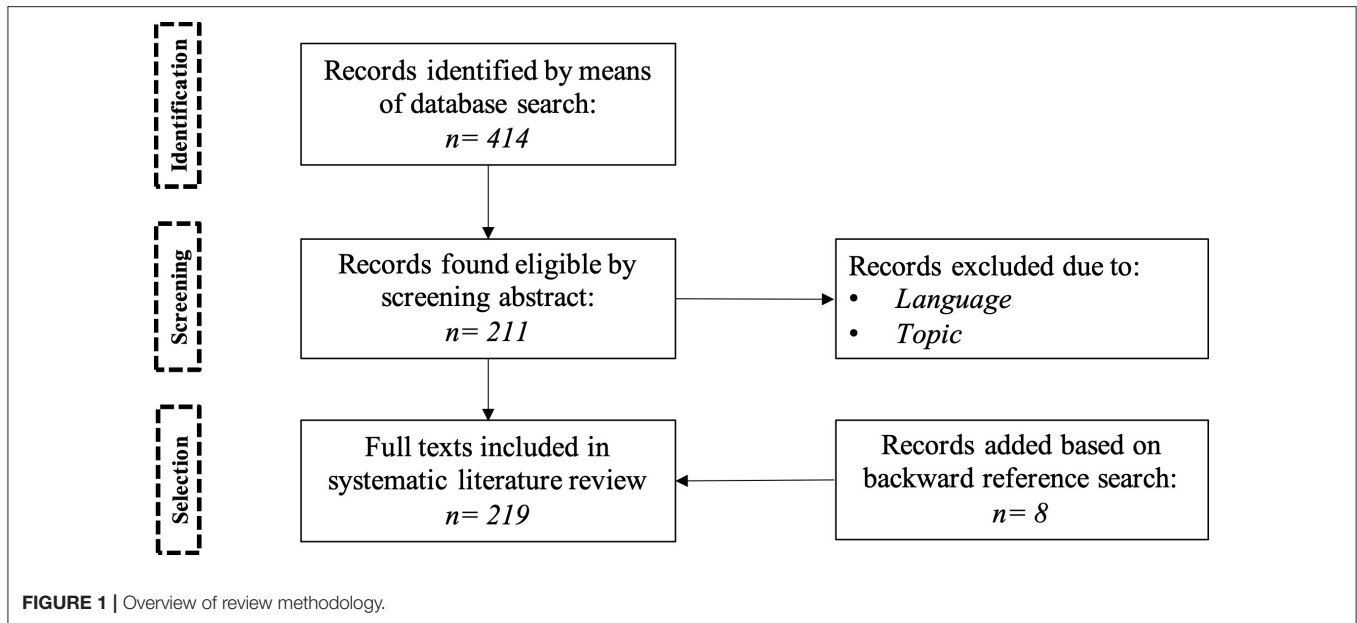 Identification
Records identified by means
of database search:
n= 414
Screening
Records found eligible by
screening abstract:
n= 211
Records excluded due to:
• Language
• Topic
Selection
Full texts included in
systematic literature review
n= 219
Records added based on
backward reference search:
n= 8
FIGURE 1 | Overview of review methodology.